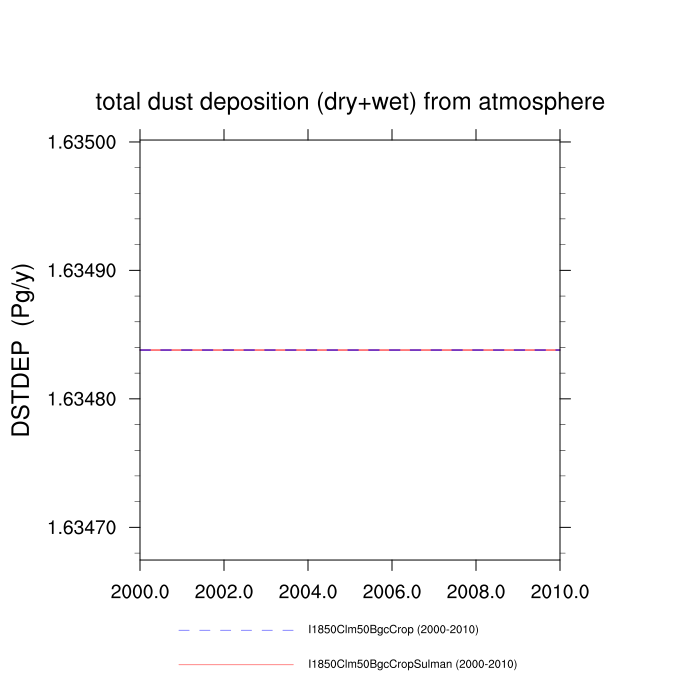 total dust deposition (dry+wet) from atmosphere
1.63500
1.63490
1.63480
1.63470
DSTDEP (Pg/y)
2000.0 2002.0 2004.0 2006.0 2008.0 2010.0
I1850Clm50BgcCrop (2000-2010)
I1850Clm50BgcCropSulman (2000-2010)